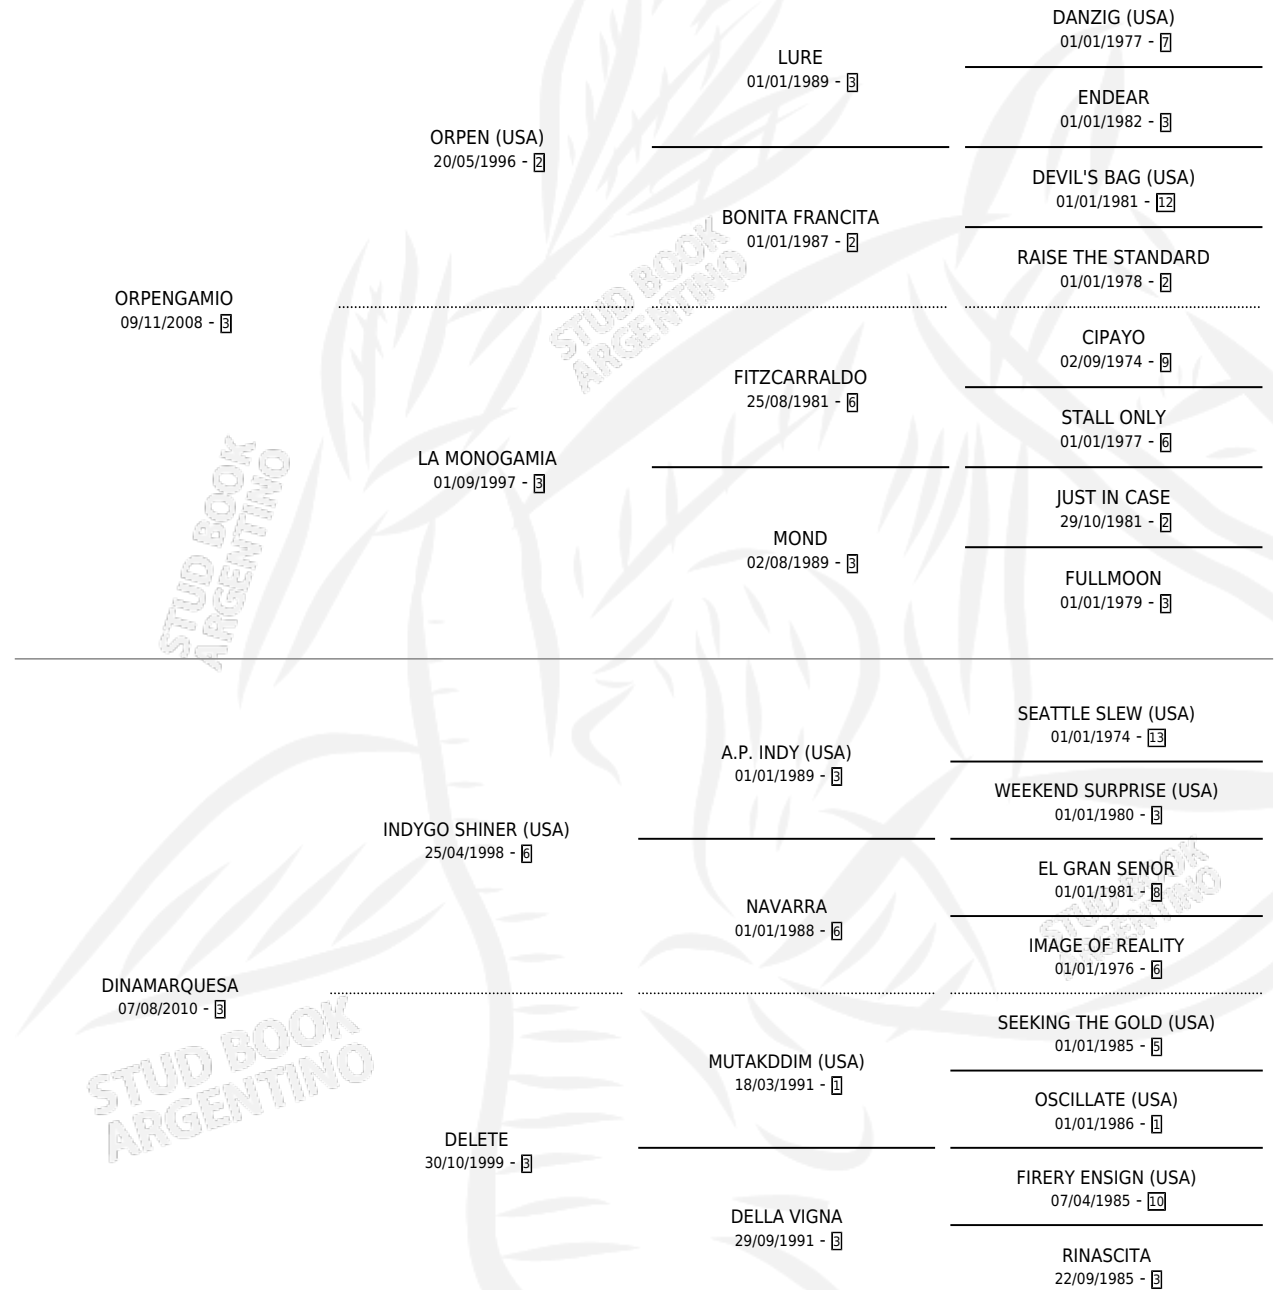 DANZIG (USA)
01/01/1977 - 7
LURE
01/01/1989 - 3
ENDEAR
01/01/1982 - 3
ORPEN (USA)
20/05/1996 - 2
DEVIL'S BAG (USA)
01/01/1981 - 12
BONITA FRANCITA
01/01/1987 - 2
RAISE THE STANDARD
01/01/1978 - 2
ORPENGAMIO
09/11/2008 - 3
CIPAYO
02/09/1974 - 9
FITZCARRALDO
25/08/1981 - 6
STALL ONLY
01/01/1977 - 6
LA MONOGAMIA
01/09/1997 - 3
JUST IN CASE
29/10/1981 - 2
MOND
02/08/1989 - 3
FULLMOON
01/01/1979 - 3
SEATTLE SLEW (USA)
01/01/1974 - 13
A.P. INDY (USA)
01/01/1989 - 3
WEEKEND SURPRISE (USA)
01/01/1980 - 3
INDYGO SHINER (USA)
25/04/1998 - 6
EL GRAN SENOR
01/01/1981 - 8
NAVARRA
01/01/1988 - 6
IMAGE OF REALITY
01/01/1976 - 6
DINAMARQUESA
07/08/2010 - 3
SEEKING THE GOLD (USA)
01/01/1985 - 5
MUTAKDDIM (USA)
18/03/1991 - 1
OSCILLATE (USA)
01/01/1986 - 1
DELETE
30/10/1999 - 3
FIRERY ENSIGN (USA)
07/04/1985 - 10
DELLA VIGNA
29/09/1991 - 3
RINASCITA
22/09/1985 - 3
STUD BOOK
ARGENTINO
STUD BOOK
ARGENTINO
STUD BOOK
ARGENTINO
STUD BOOK
ARGENTINO